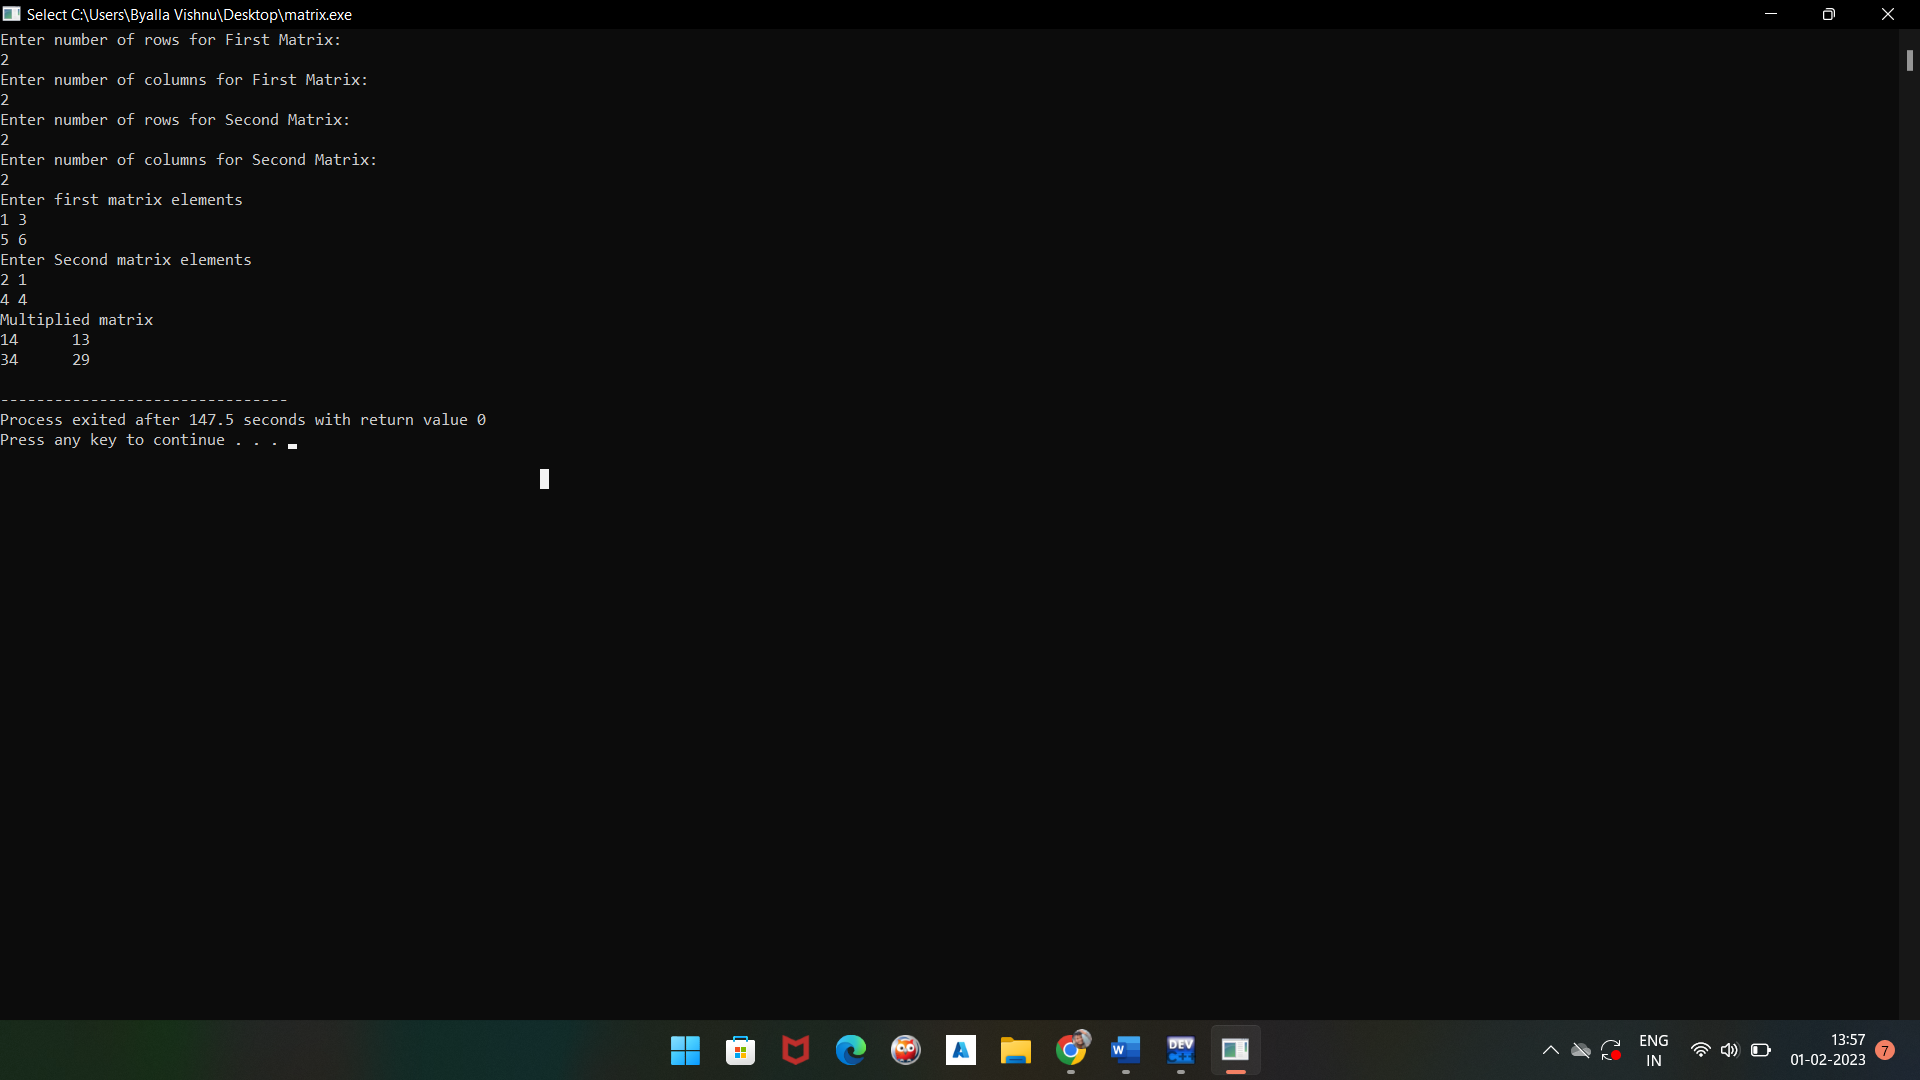 Select C:\Users\Byalla Vishnu\Desktop\matrix.exe
Enter number of rows for First Matrix:
2
Enter number of columns for First Matrix:
2
Enter number of rows for Second Matrix:
2
Enter number of columns for Second Matrix:
2
Enter first matrix elements
1 3
5 6
Enter Second matrix elements
2 1
4 4
Multiplied matrix
14 13
34 29
--------------------------------
Process exited after 147.5 seconds with return value 0
Press any key to continue . . .
W
DEV
C++
ENG
IN
13:57
01-02-2023
7